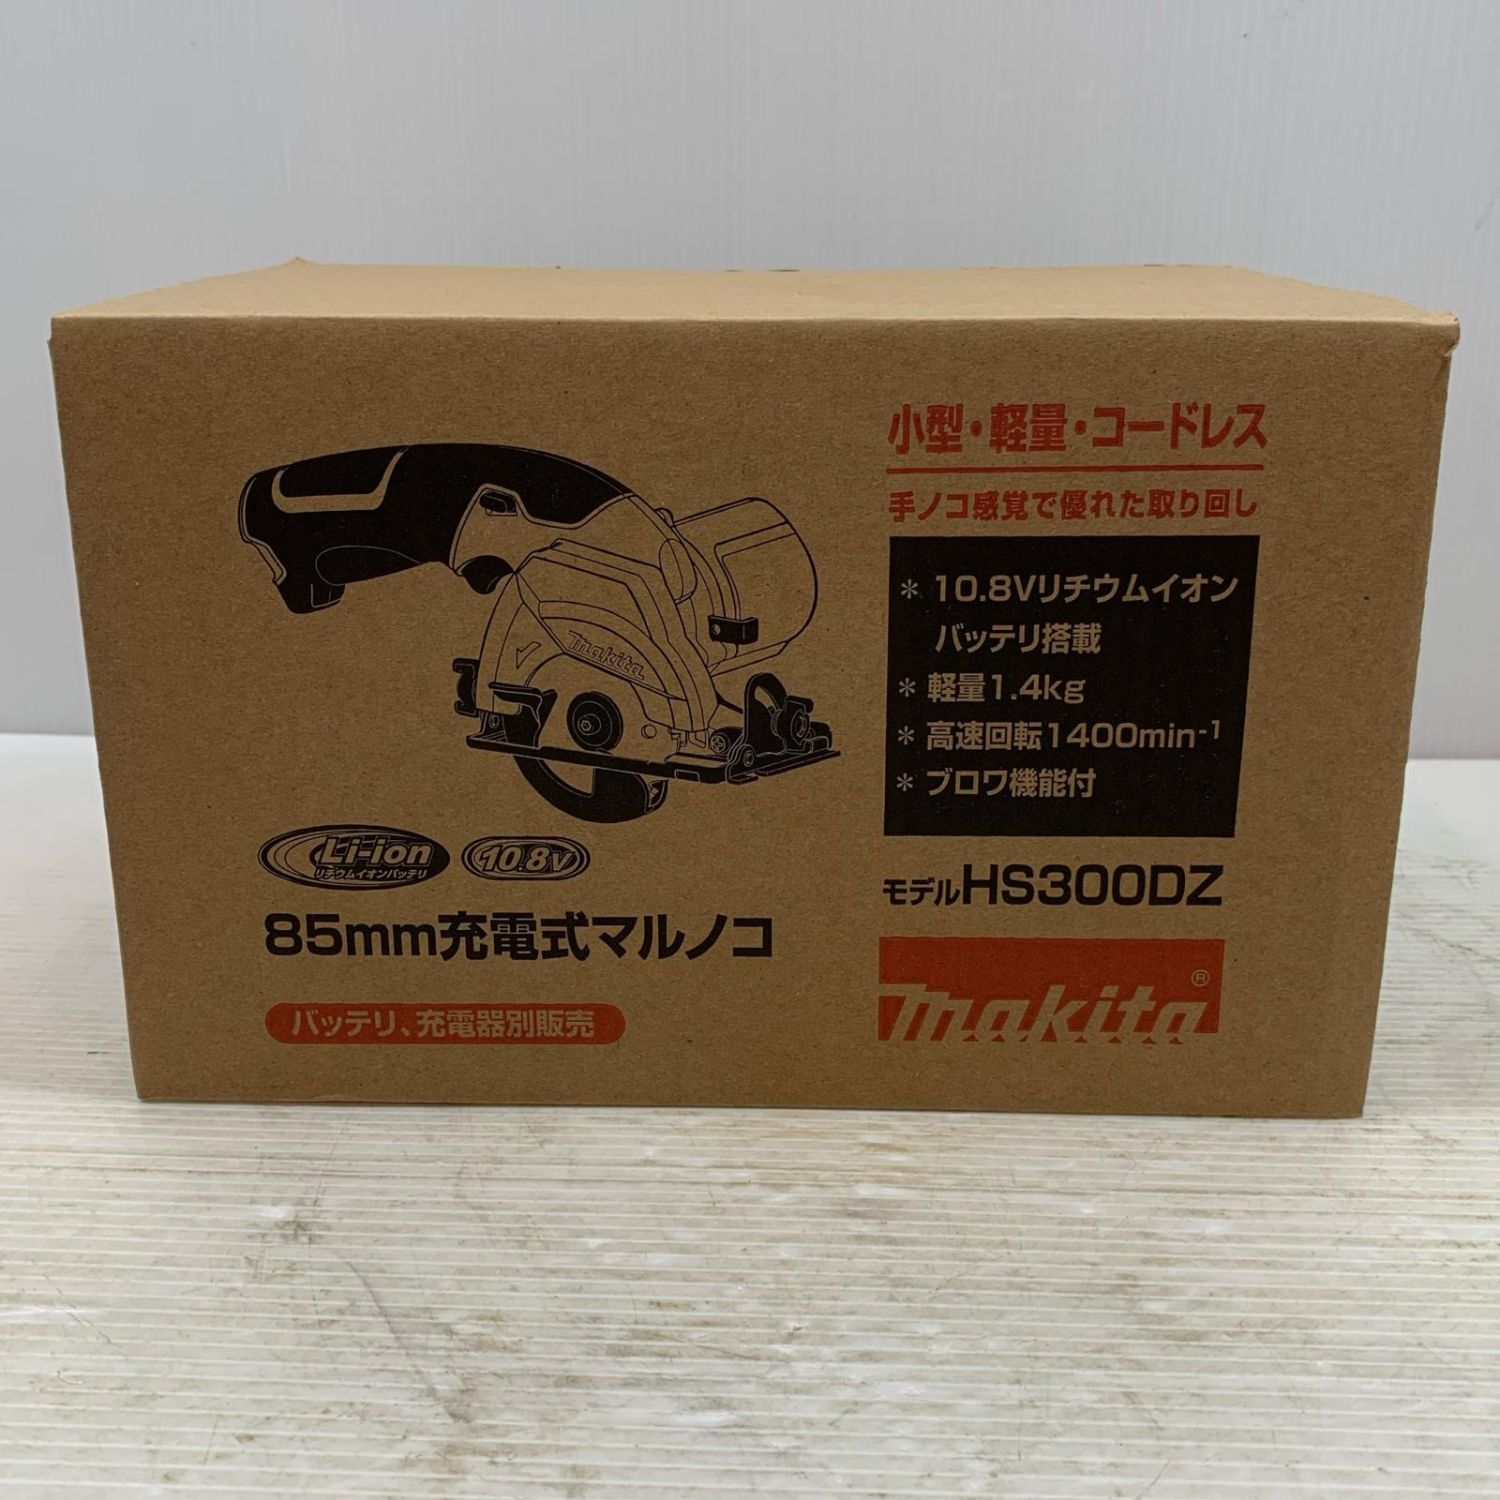 小型・軽量・コードレス
手ノコ感覚で優れた取り回し
* 10.8Vリチウムイオン
バッテリ搭載
* 軽量1.4kg
* 高速回転1400min-1
* ブロワ機能付
モデルHS300DZ
makita®
makita
Li-ion
リチウムイオンバッテリ
10.8V
85mm充電式マルノコ
バッテリ、充電器別販売